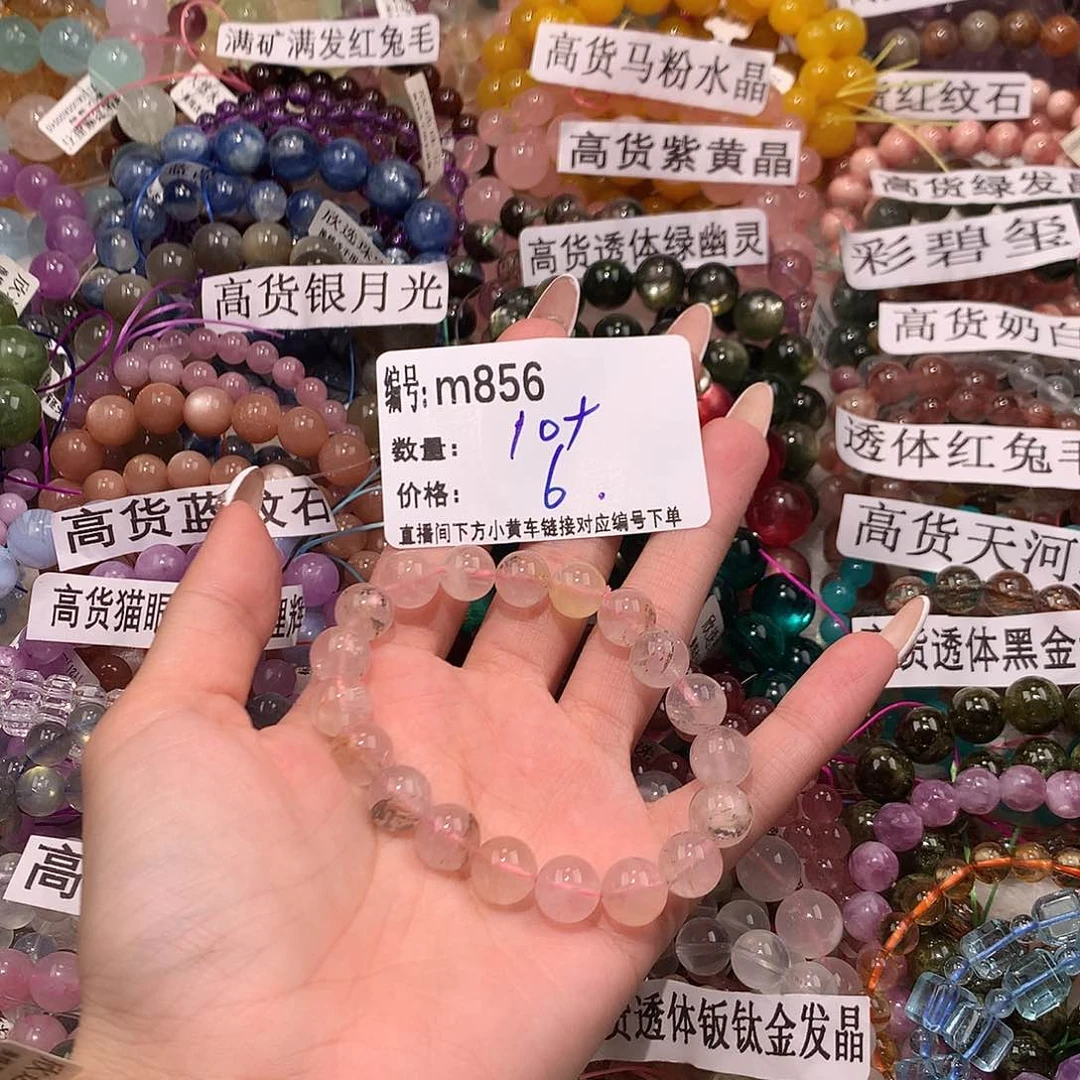 满矿满发红兔毛
高货马粉水晶
红纹石
高货紫黄晶
高货绿发晶
高货透体绿幽灵
彩碧玺
高货银月光
高货奶白
编号: m856
数量: 10+
价格: 6.
直播间下方小黄车链接对应编号下单
透体红兔毛
高货蓝纹石
高货天河
高货猫眼
辉
货透体黑金
高
货透体钣钛金发晶